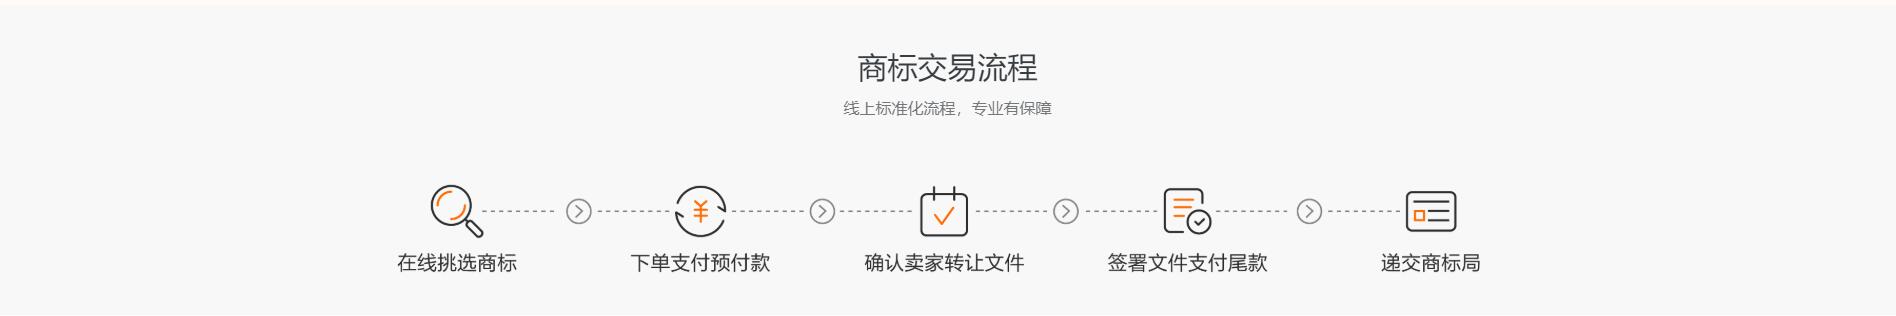 商标交易流程
线上标准化流程，专业有保障
在线挑选商标
下单支付预付款
确认卖家转让文件
签署文件支付尾款
递交商标局